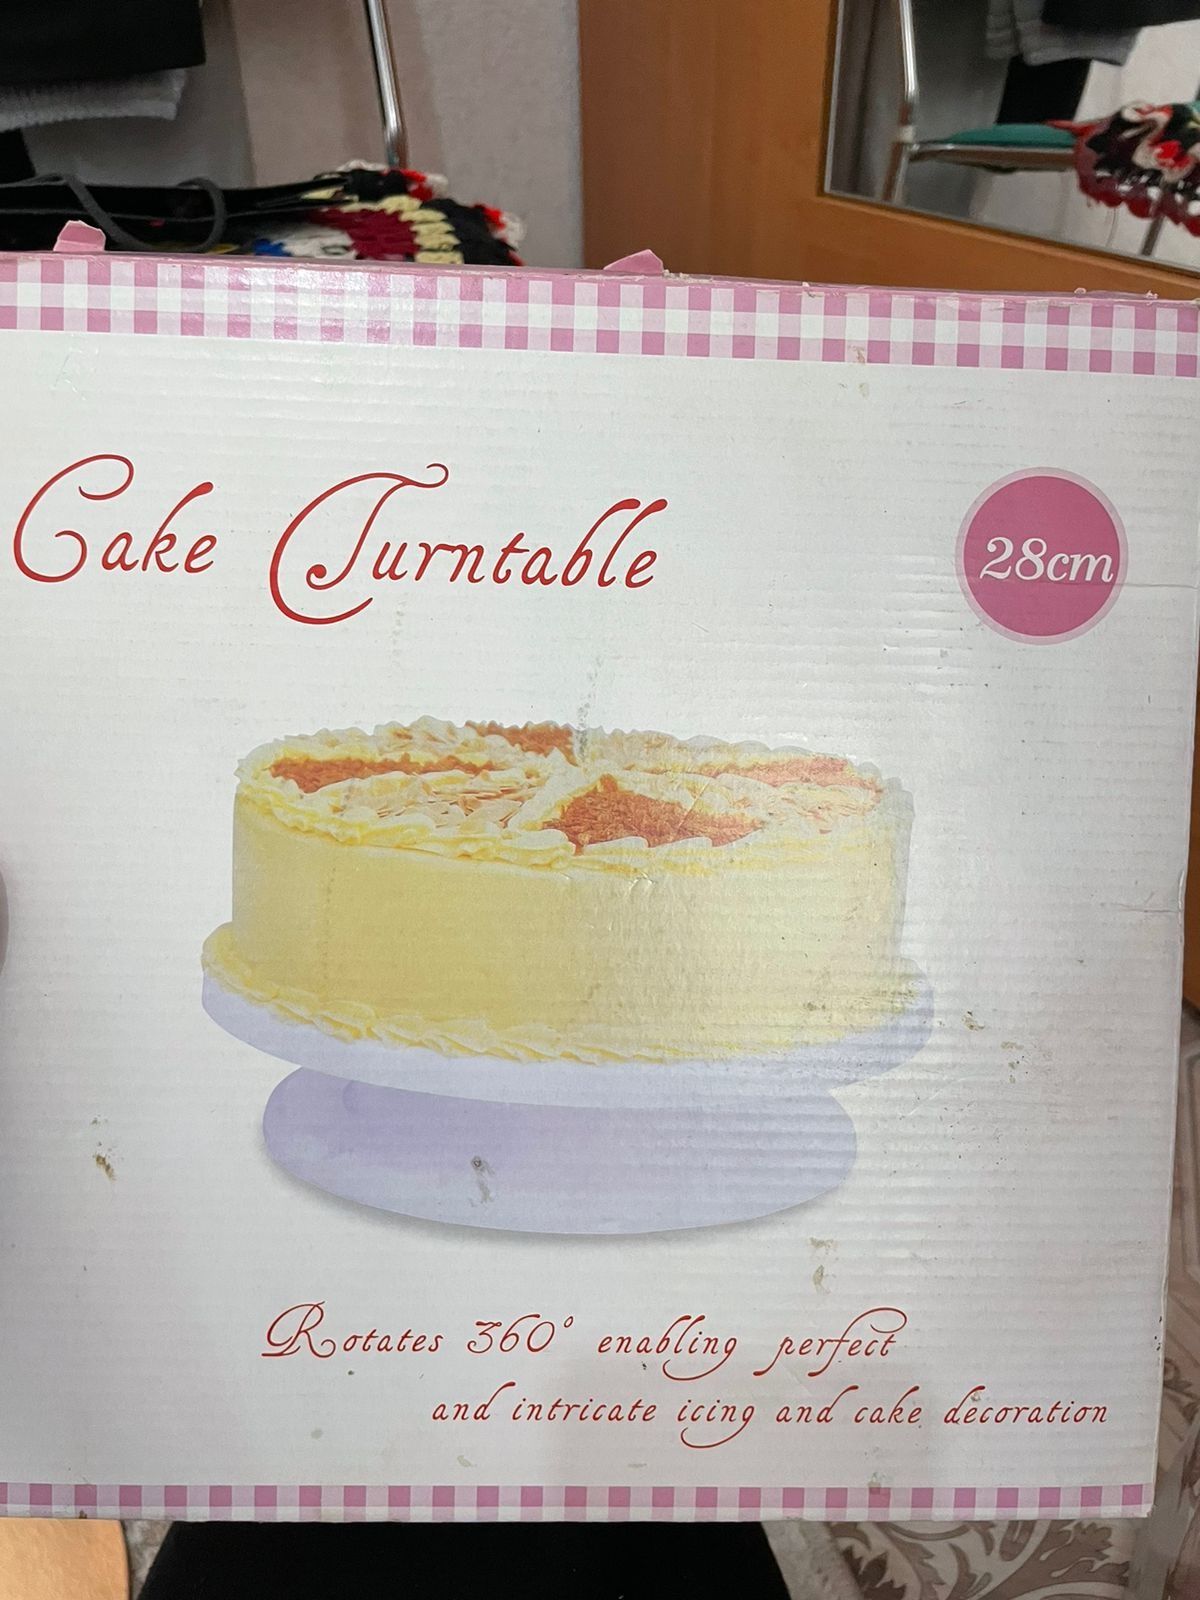 Cake Turntable
28cm
Rotates 360° enabling perfect
and intricate icing and cake decoration